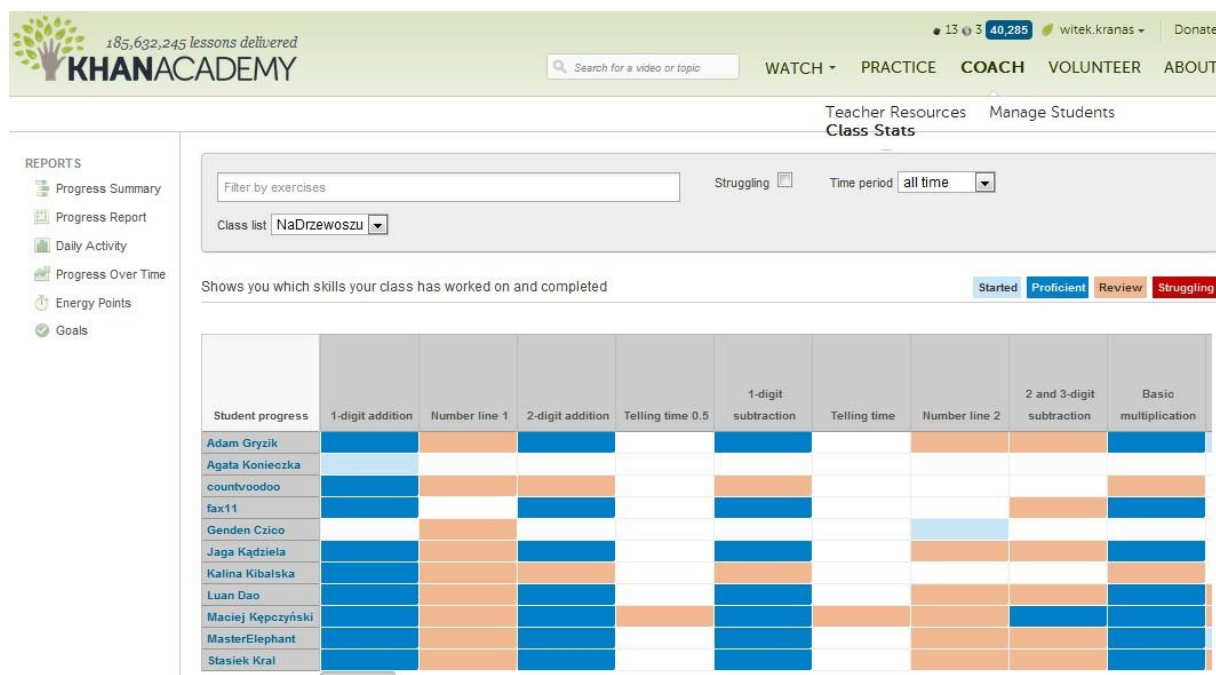 185,632,245 lessons delivered
KHANACADEMY
13 3 40,285 witek.kranas Donate
Search for a video or topic
WATCH PRACTICE COACH VOLUNTEER ABOUT
Teacher Resources Manage Students
Class Stats
REPORTS
Progress Summary
Progress Report
Daily Activity
Progress Over Time
Energy Points
Goals
Filter by exercises
Struggling Time period all time
Class list NaDrzewoszu
Shows you which skills your class has worked on and completed
Started Proficient Review Struggling
Student progress 1-digit addition Number line 1 2-digit addition Telling time 0.5 1-digit subtraction Telling time Number line 2 2 and 3-digit subtraction Basic multiplication
Adam Gryzik
Agata Konieczka
countvoodoo
fax11
Genden Czico
Jaga Kądziela
Kalina Kibalska
Luan Dao
Maciej Kępczyński
MasterElephant
Stasiek Kral